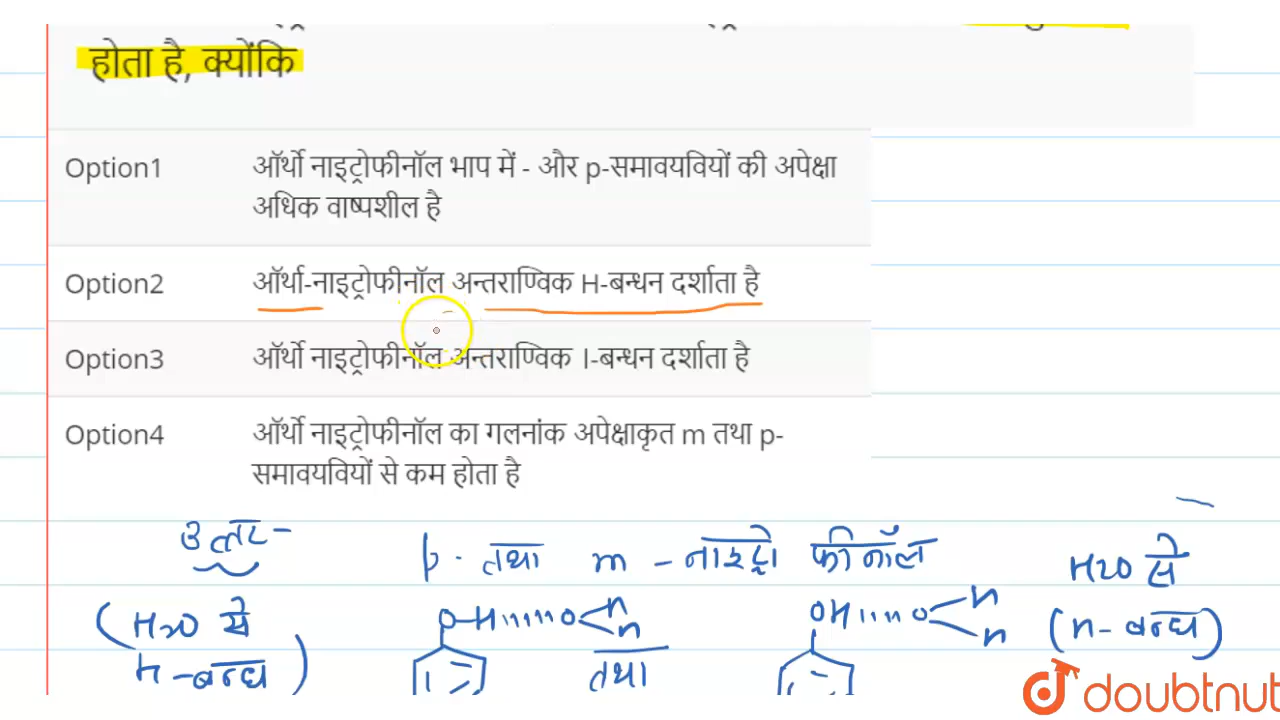 होता है, क्योंकि
Option1 ऑर्थो नाइट्रोफीनॉल भाप में - और p-समावयवियों की अपेक्षा
अधिक वाष्पशील है
Option2 ऑर्था-नाइट्रोफीनॉल अन्तराण्विक H-बन्धन दर्शाता है
Option3 ऑर्थो नाइट्रोफीनॉल अन्तराण्विक ।-बन्धन दर्शाता है
Option4 ऑर्थो नाइट्रोफीनॉल का गलनांक अपेक्षाकृत m तथा p-
समावयवियों से कम होता है
उत्तर -
p- तथा m - नाइट्रो फीनॉल
H2O से
(H2O से
H-बन्ध)
O-H O H H
तथा
OH O H H
(H- बन्ध)
doubtnut